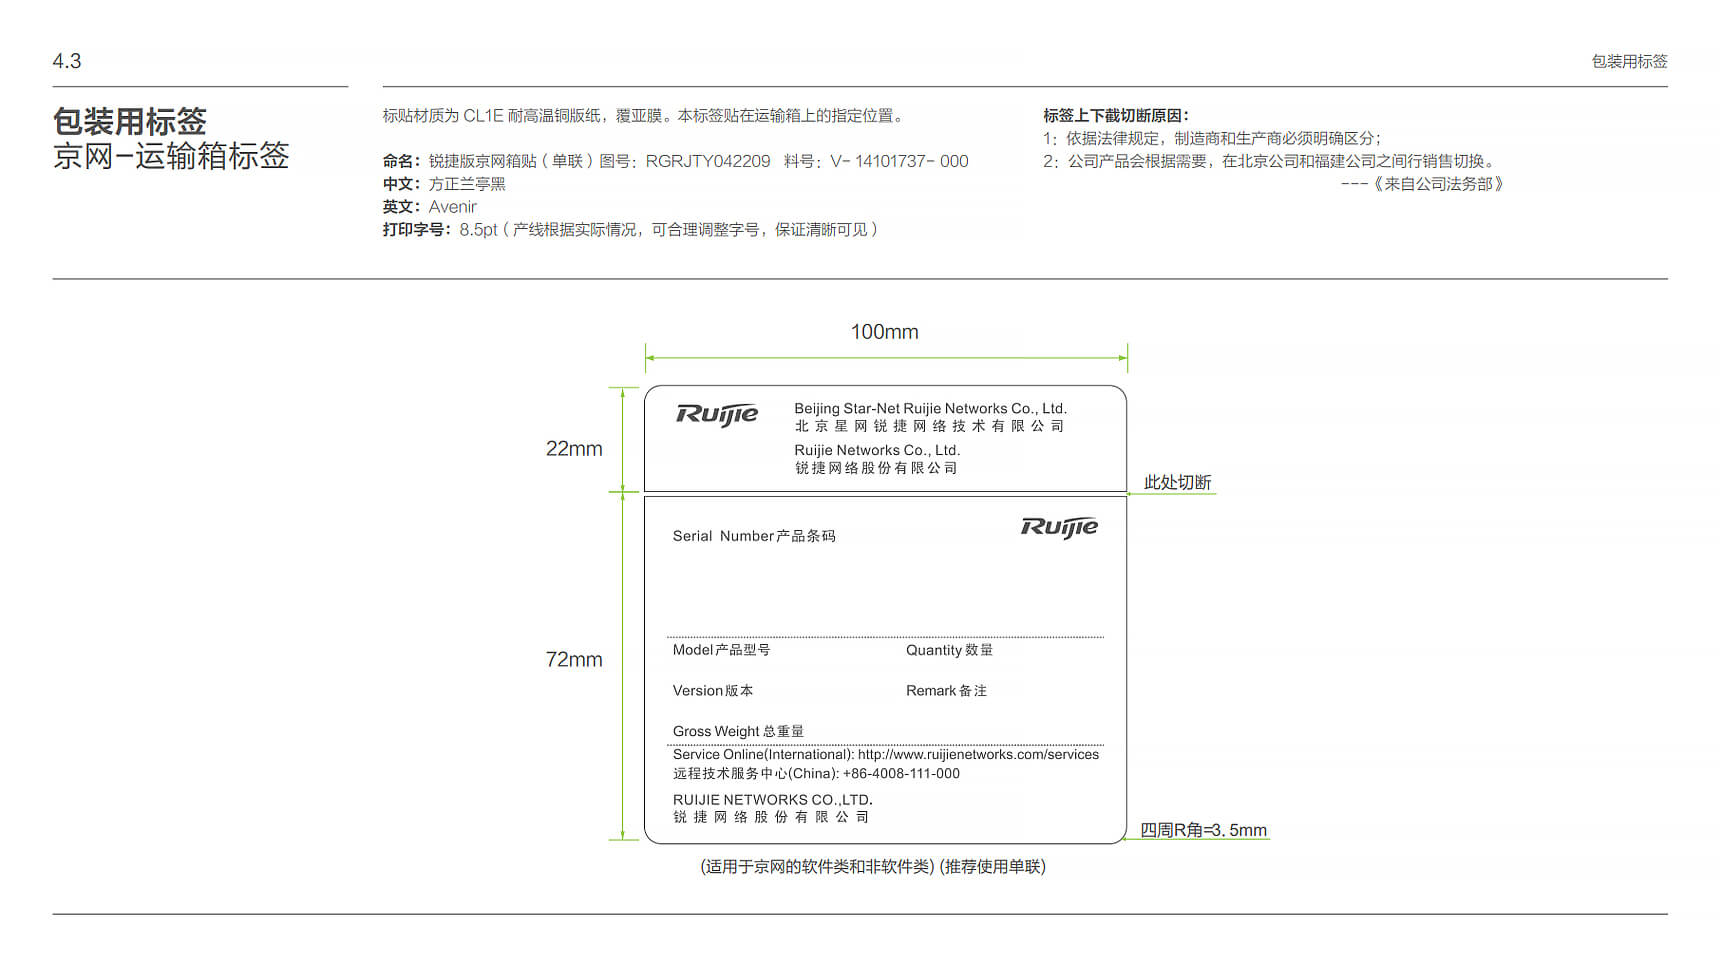 4.3
包装用标签
包装用标签
京网-运输箱标签
标贴材质为 CL1E 耐高温铜版纸，覆亚膜。本标签贴在运输箱上的指定位置。
命名：锐捷版京网箱贴（单联）图号：RGRJTY042209 料号：V- 14101737- 000
中文：方正兰亭黑
英文：Avenir
打印字号：8.5pt（产线根据实际情况，可合理调整字号，保证清晰可见）
标签上下截切断原因：
1：依据法律规定，制造商和生产商必须明确区分；
2：公司产品会根据需要，在北京公司和福建公司之间行销售切换。
---《来自公司法务部》
100mm
22mm
Ruijie
Beijing Star-Net Ruijie Networks Co., Ltd.
北京星网锐捷网络技术有限公司
Ruijie Networks Co., Ltd.
锐捷网络股份有限公司
此处切断
72mm
Serial Number产品条码
Ruijie
Model产品型号
Quantity 数量
Version版本
Remark备注
Gross Weight 总重量
Service Online(International): http://www.ruijienetworks.com/services
远程技术服务中心(China): +86-4008-111-000
RUIJIE NETWORKS CO.,LTD.
锐捷网络股份有限公司
四周R角=3.5mm
(适用于京网的软件类和非软件类) (推荐使用单联)